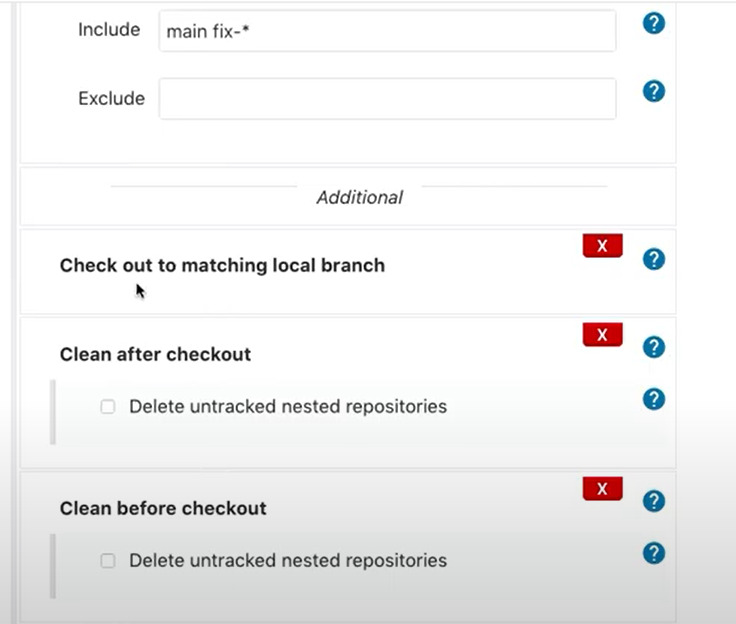 Include main fix-* ?
Exclude ?
Additional
X
Check out to matching local branch ?
X
Clean after checkout ?
Delete untracked nested repositories ?
X
Clean before checkout ?
Delete untracked nested repositories ?